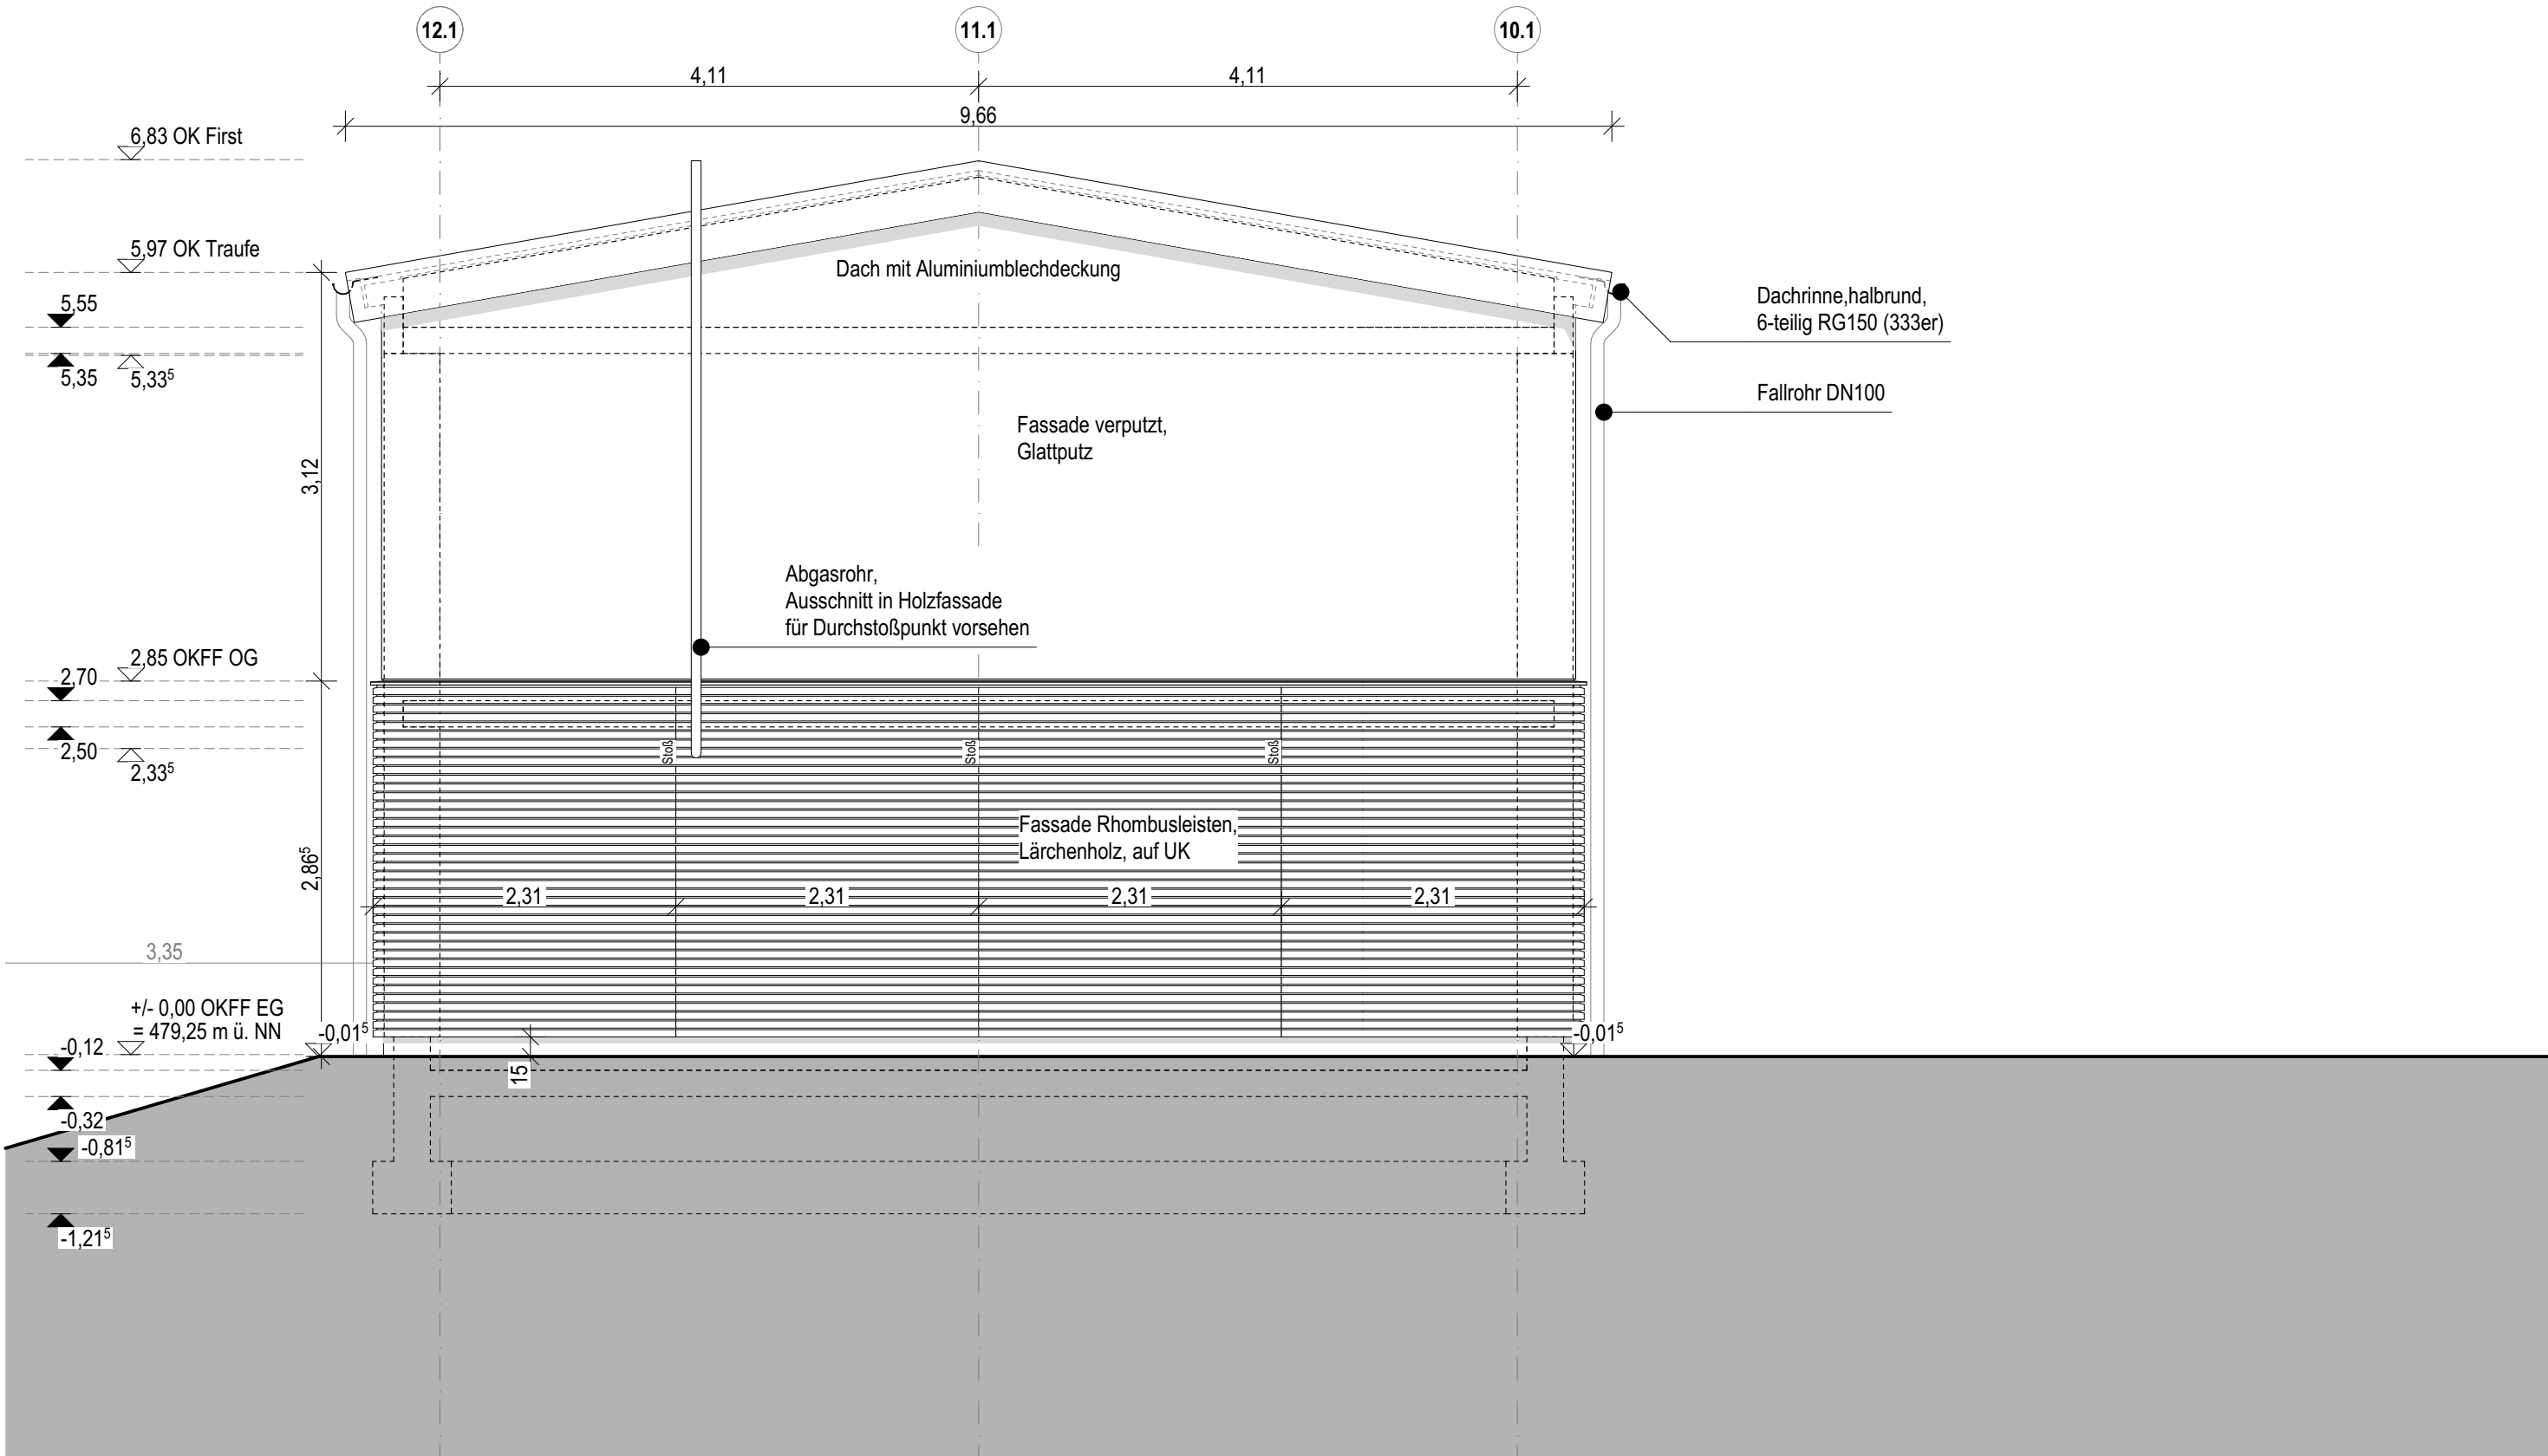 12.1
11.1
10.1
4,11
4,11
9,66
6,83 OK First
5,97 OK Traufe
Dach mit Aluminiumblechdeckung
Dachrinne,halbrund,
6-teilig RG150 (333er)
5,55
5,35
5,33⁵
Fallrohr DN100
Fassade verputzt,
Glattputz
3,12
Abgasrohr,
Ausschnitt in Holzfassade
für Durchstoßpunkt vorsehen
2,85 OKFF OG
2,70
2,50
2,33⁵
Stoß
Stoß
Stoß
Fassade Rhombusleisten,
Lärchenholz, auf UK
2,86⁵
2,31
2,31
2,31
2,31
3,35
+/- 0,00 OKFF EG
= 479,25 m ü. NN
-0,01⁵
-0,01⁵
-0,12
15
-0,32
-0,81⁵
-1,21⁵